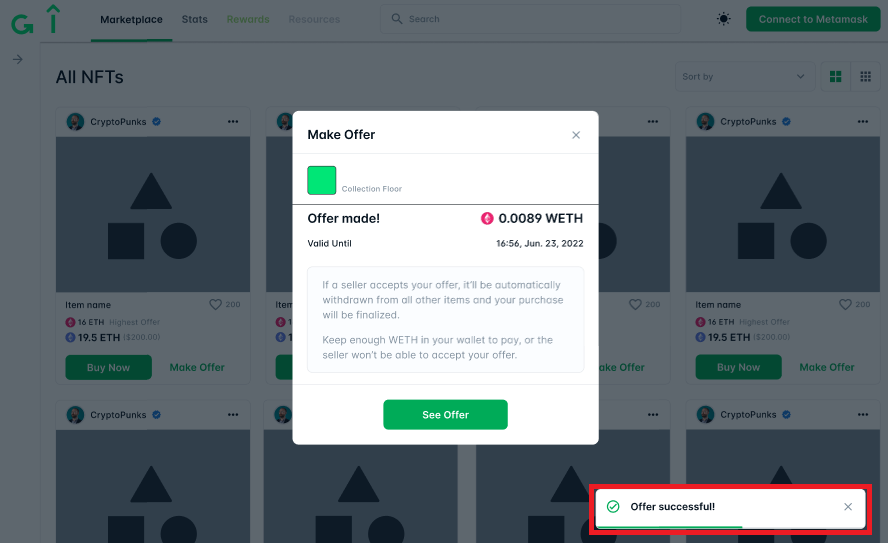 Marketplace
Stats
Rewards
Resources
Search
Connect to Metamask
All NFTs
Sort by
CryptoPunks
CryptoPunks
Make Offer
Collection Floor
Offer made!
0.0089 WETH
Valid Until
16:56, Jun. 23, 2022
If a seller accepts your offer, it'll be automatically
withdrawn from all other items and your purchase
will be finalized.
Keep enough WETH in your wallet to pay, or the
seller won't be able to accept your offer.
See Offer
Item name
200
16 ETH Highest Offer
19.5 ETH ($200.00)
Buy Now
Make Offer
200
Item name
200
16 ETH Highest Offer
19.5 ETH ($200.00)
Buy Now
Make Offer
CryptoPunks
CryptoPunks
Offer successful!